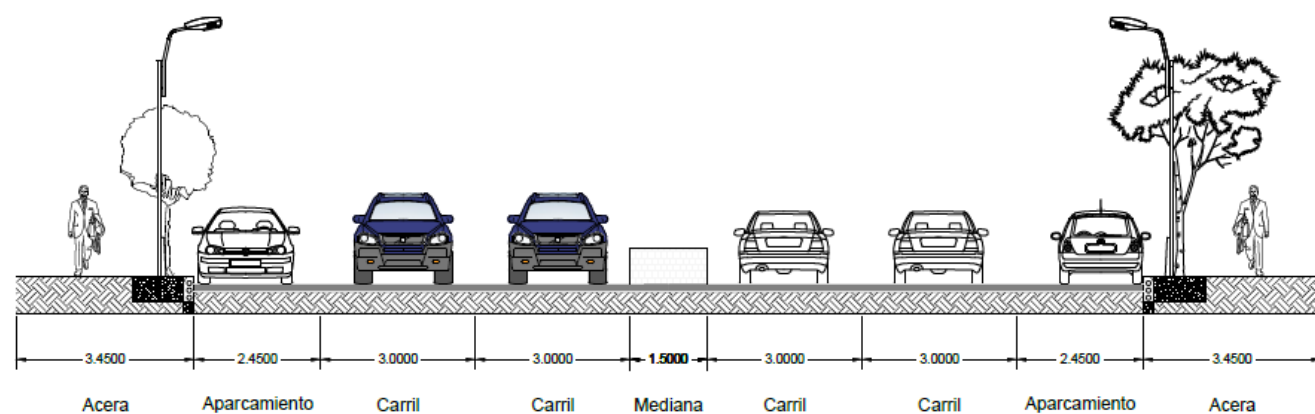 3.4500 2.4500 3.0000 3.0000 1.5000 3.0000 3.0000 2.4500 3.4500
Acera Aparcamiento Carril Carril Mediana Carril Carril Aparcamiento Acera